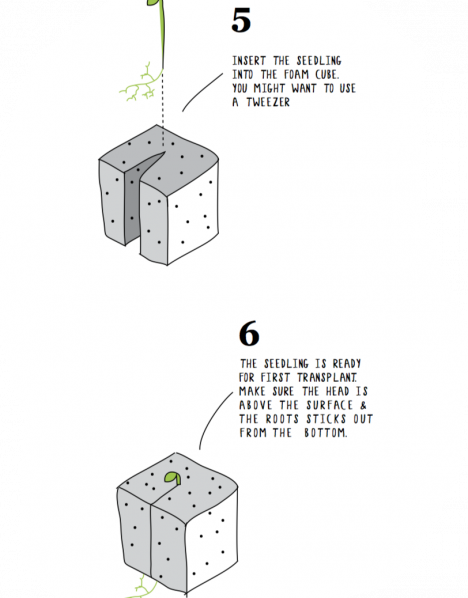 5
INSERT THE SEEDLING
INTO THE FOAM CUBE.
YOU MIGHT WANT TO USE
A TWEEZER
6
THE SEEDLING IS READY
FOR FIRST TRANSPLANT.
MAKE SURE THE HEAD IS
ABOVE THE SURFACE &
THE ROOTS STICKS OUT
FROM THE BOTTOM.